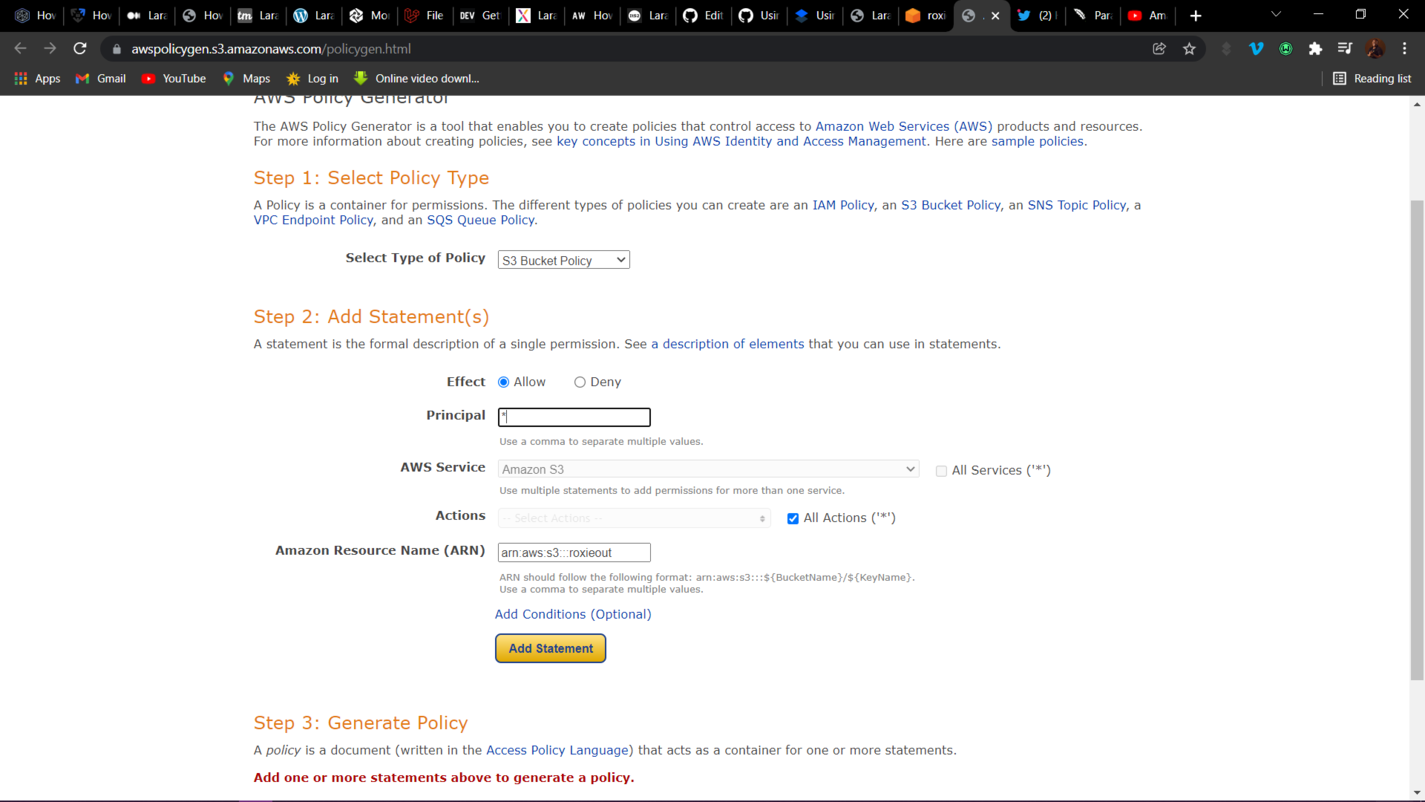 Hov
Hov
Lara
Hov
tm Lara
Lara
Mor
File
DEV Get
Lara
AW Hov
Lara
Edit
Usin
Usin
Lara
roxi
(2) I
Para
Am
awspolicygen.s3.amazonaws.com/policygen.html
Apps
Gmail
YouTube
Maps
Log in
Online video downl...
Reading list
AWS Policy Generator
The AWS Policy Generator is a tool that enables you to create policies that control access to Amazon Web Services (AWS) products and resources.
For more information about creating policies, see key concepts in Using AWS Identity and Access Management. Here are sample policies.
Step 1: Select Policy Type
A Policy is a container for permissions. The different types of policies you can create are an IAM Policy, an S3 Bucket Policy, an SNS Topic Policy, a
VPC Endpoint Policy, and an SQS Queue Policy.
Select Type of Policy S3 Bucket Policy
Step 2: Add Statement(s)
A statement is the formal description of a single permission. See a description of elements that you can use in statements.
Effect Allow Deny
Principal *
Use a comma to separate multiple values.
AWS Service Amazon S3 All Services ('*')
Use multiple statements to add permissions for more than one service.
Actions -- Select Actions -- All Actions ('*')
Amazon Resource Name (ARN) arn:aws:s3:::roxieout
ARN should follow the following format: arn:aws:s3:::${BucketName}/${KeyName}.
Use a comma to separate multiple values.
Add Conditions (Optional)
Add Statement
Step 3: Generate Policy
A policy is a document (written in the Access Policy Language) that acts as a container for one or more statements.
Add one or more statements above to generate a policy.